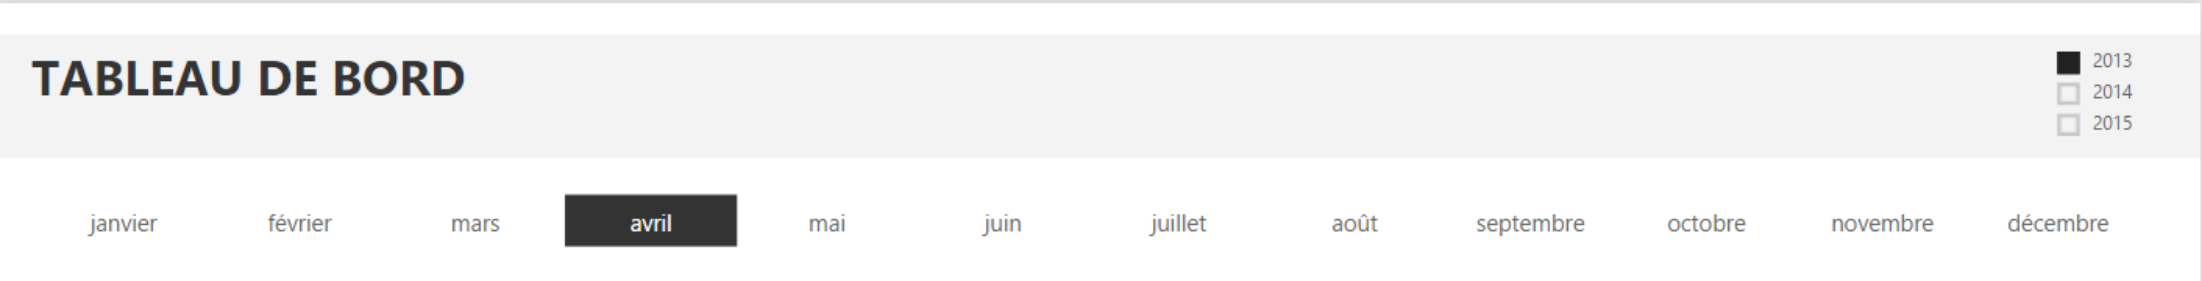 TABLEAU DE BORD
2013
2014
2015
janvier février mars avril mai juin juillet août septembre octobre novembre décembre